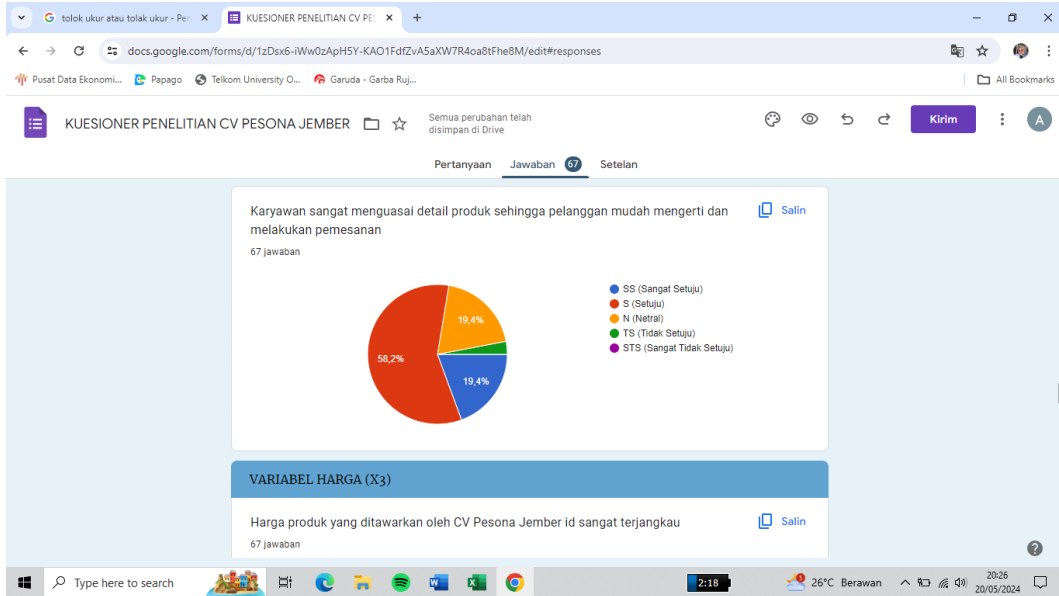 tolok ukur atau tolak ukur - Pen
KUESIONER PENELITIAN CV PES
docs.google.com/forms/d/1zDsx6-iWw0zApH5Y-KAO1FdfZvA5aXW7R4oa8tFhe8M/edit#responses
Pusat Data Ekonomi... Papago Telkom University O... Garuda - Garba Ruj... All Bookmarks
KUESIONER PENELITIAN CV PESONA JEMBER
Semua perubahan telah
disimpan di Drive
Kirim
A
Pertanyaan Jawaban 67 Setelan
Karyawan sangat menguasai detail produk sehingga pelanggan mudah mengerti dan
melakukan pemesanan
Salin
67 jawaban
SS (Sangat Setuju)
S (Setuju)
N (Netral)
TS (Tidak Setuju)
STS (Sangat Tidak Setuju)
19,4%
58,2%
19,4%
VARIABEL HARGA (X3)
Harga produk yang ditawarkan oleh CV Pesona Jember id sangat terjangkau
Salin
67 jawaban
Type here to search
2:18
26°C Berawan
20:26
20/05/2024